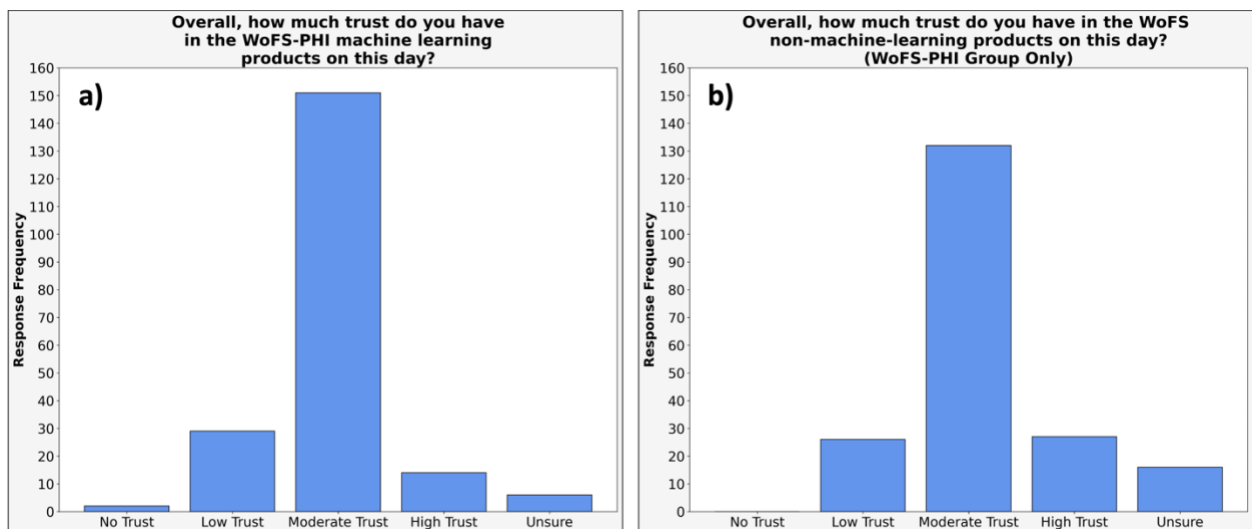 Overall, how much trust do you have
in the WoFS-PHI machine learning
products on this day?
a)
Response Frequency
160
150
140
130
120
110
100
90
80
70
60
50
40
30
20
10
0
No Trust Low Trust Moderate Trust High Trust Unsure
Overall, how much trust do you have in the WoFS
non-machine-learning products on this day?
(WoFS-PHI Group Only)
b)
Response Frequency
160
150
140
130
120
110
100
90
80
70
60
50
40
30
20
10
0
No Trust Low Trust Moderate Trust High Trust Unsure